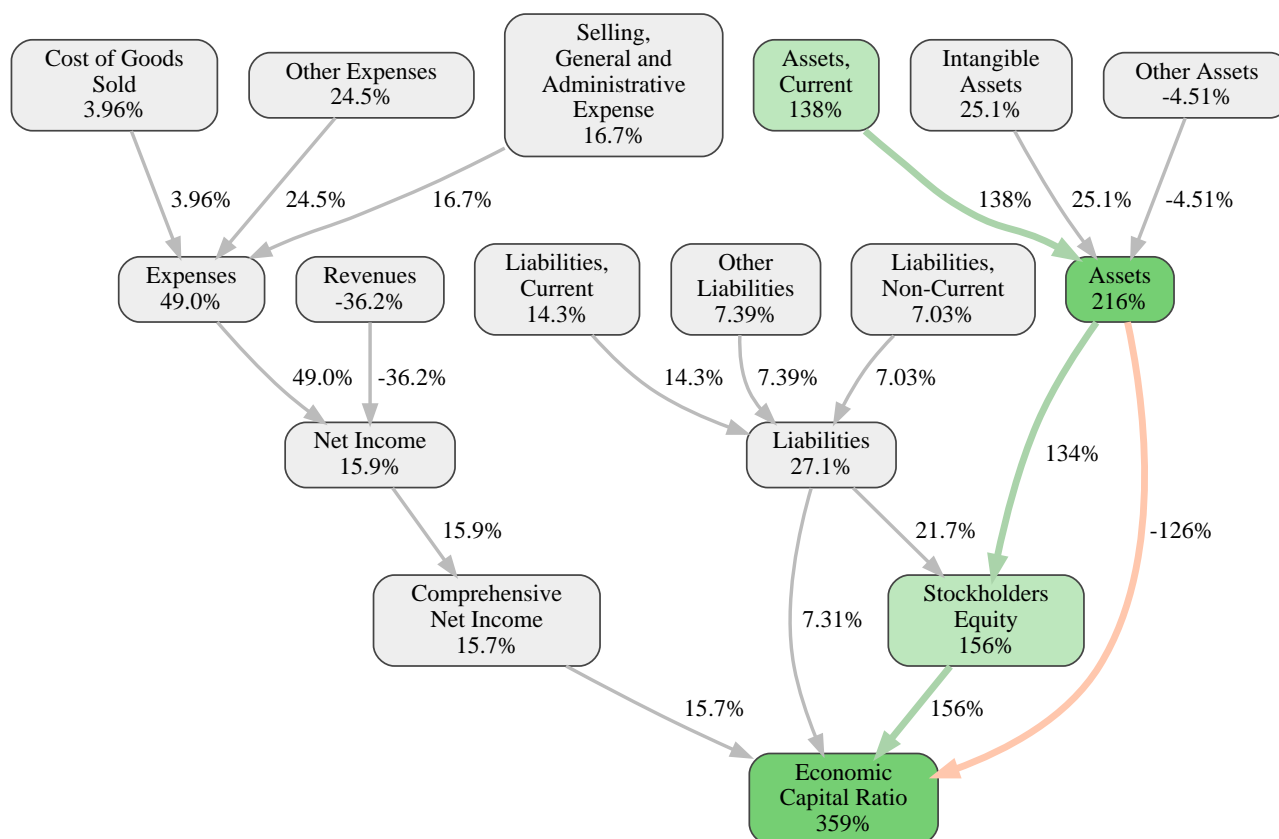 Cost of Goods
Sold
3.96%
Other Expenses
24.5%
Selling,
General and
Administrative
Expense
16.7%
Assets,
Current
138%
Intangible
Assets
25.1%
Other Assets
-4.51%
3.96%
24.5%
16.7%
138%
25.1%
-4.51%
Expenses
49.0%
Revenues
-36.2%
Liabilities,
Current
14.3%
Other
Liabilities
7.39%
Liabilities,
Non-Current
7.03%
Assets
216%
49.0%
-36.2%
14.3%
7.39%
7.03%
Net Income
15.9%
Liabilities
27.1%
134%
15.9%
21.7%
-126%
Comprehensive
Net Income
15.7%
7.31%
Stockholders
Equity
156%
15.7%
156%
Economic
Capital Ratio
359%